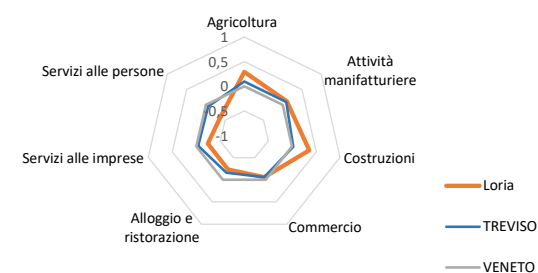 Agricoltura
1
0,5
0
-0,5
-1
Attività
manifatturiere
Costruzioni
Commercio
Alloggio e
ristorazione
Servizi alle imprese
Servizi alle persone
Loria
TREVISO
VENETO